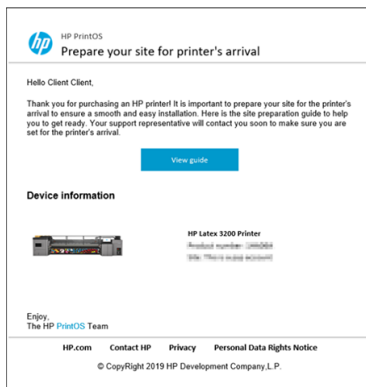 hp
HP PrintOS
Prepare your site for printer's arrival
Hello Client Client,
Thank you for purchasing an HP printer! It is important to prepare your site for the printer's
arrival to ensure a smooth and easy installation. Here is the site preparation guide to help
you to get ready. Your support representative will contact you soon to make sure you are
set for the printer's arrival.
View guide
Device information
HP Latex 3200 Printer
Enjoy,
The HP PrintOS Team
HP.com Contact HP Privacy Personal Data Rights Notice
© CopyRight 2019 HP Development Company,L.P.